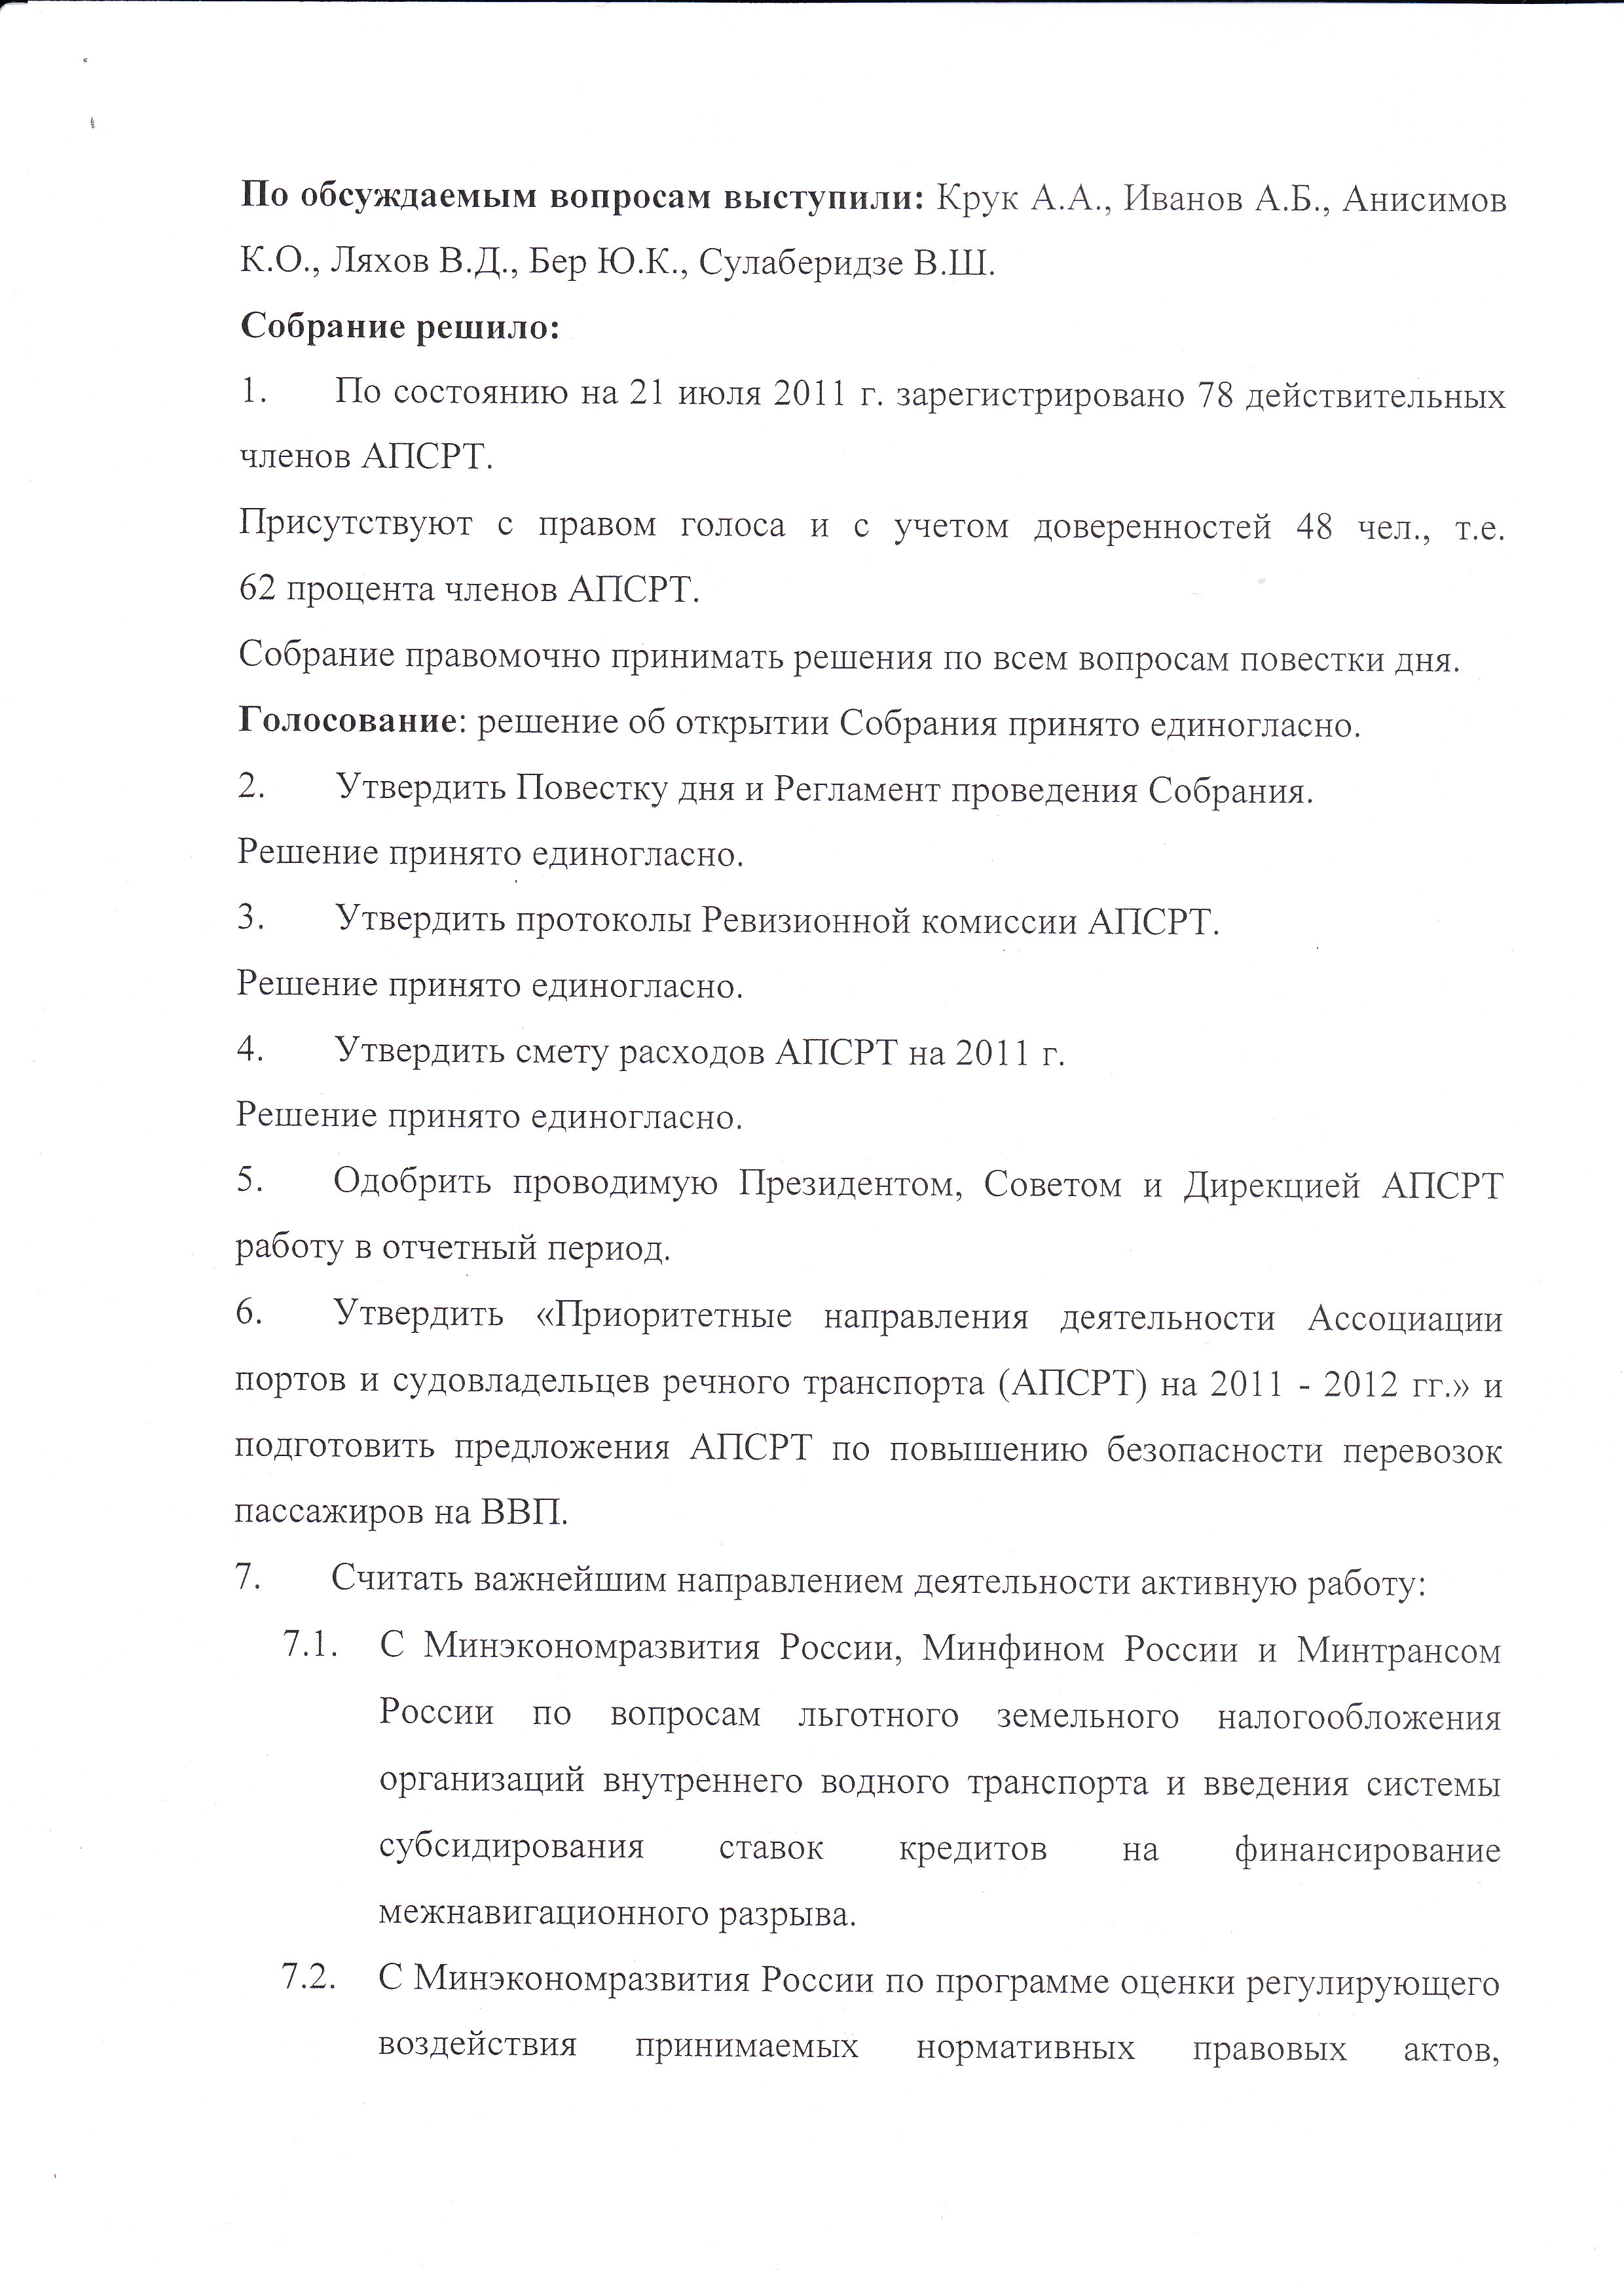 По обсуждаемым вопросам выступили: Крук А.А., Иванов А.Б., Анисимов
К.О., Ляхов В.Д., Бер Ю.К., Сулаберидзе В.Ш.
Собрание решило:
1. По состоянию на 21 июля 2011 г. зарегистрировано 78 действительных
членов АПСРТ.
Присутствуют с правом голоса и с учетом доверенностей 48 чел., т.е.
62 процента членов АПСРТ.
Собрание правомочно принимать решения по всем вопросам повестки дня.
Голосование: решение об открытии Собрания принято единогласно.
2. Утвердить Повестку дня и Регламент проведения Собрания.
Решение принято единогласно.
3. Утвердить протоколы Ревизионной комиссии АПСРТ.
Решение принято единогласно.
4. Утвердить смету расходов АПСРТ на 2011 г.
Решение принято единогласно.
5. Одобрить проводимую Президентом, Советом и Дирекцией АПСРТ
работу в отчетный период.
6. Утвердить «Приоритетные направления деятельности Ассоциации
портов и судовладельцев речного транспорта (АПСРТ) на 2011 - 2012 гг.» и
подготовить предложения АПСРТ по повышению безопасности перевозок
пассажиров на ВВП.
7. Считать важнейшим направлением деятельности активную работу:
7.1. С Минэкономразвития России, Минфином России и Минтрансом
России по вопросам льготного земельного налогообложения
организаций внутреннего водного транспорта и введения системы
субсидирования ставок кредитов на финансирование
межнавигационного разрыва.
7.2. С Минэкономразвития России по программе оценки регулирующего
воздействия принимаемых нормативных правовых актов,